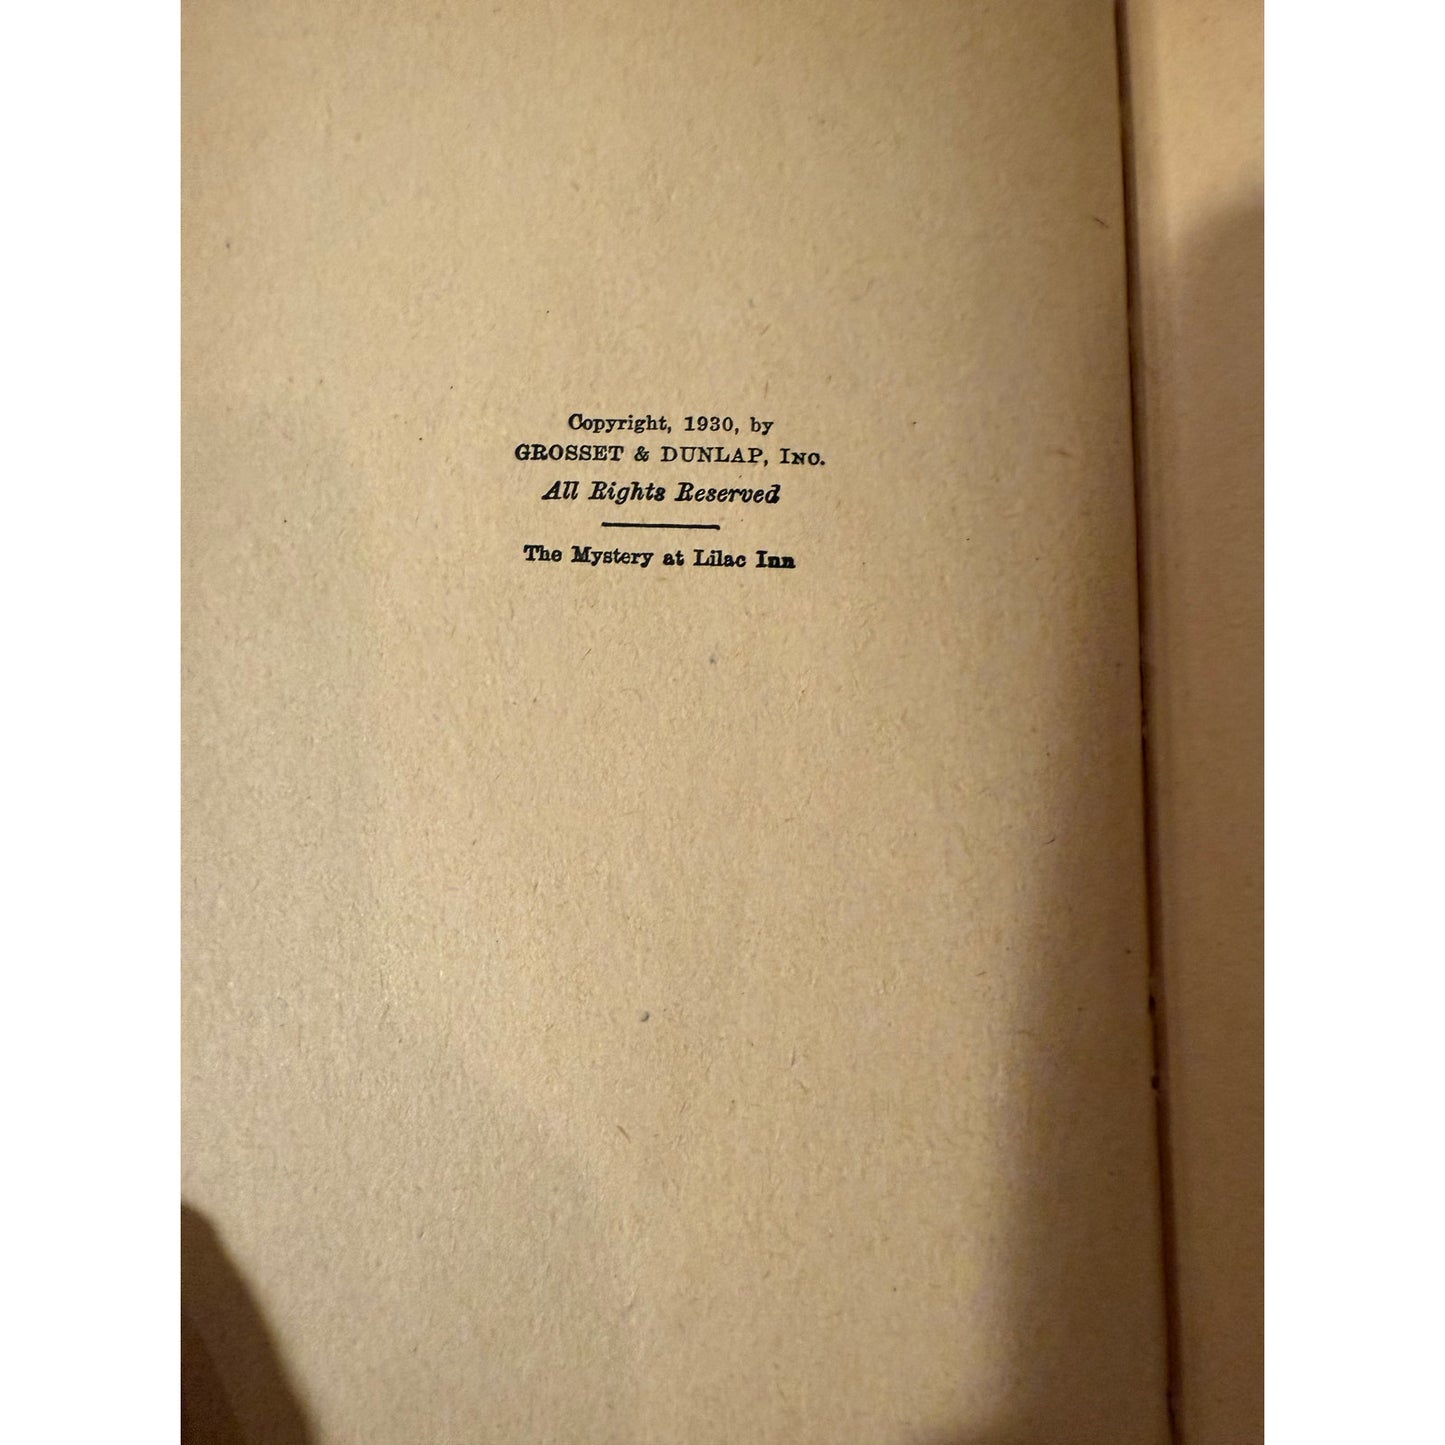 Copyright, 1930, by
GROSSET & DUNLAP, INC.
All Rights Reserved
The Mystery at Lilac Inn